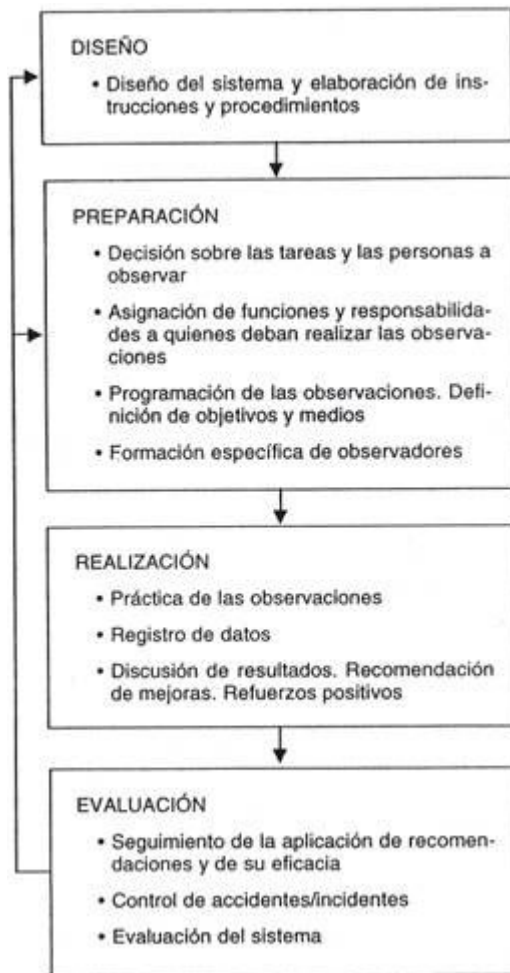 DISEÑO
• Diseño del sistema y elaboración de ins-
trucciones y procedimientos
PREPARACIÓN
• Decisión sobre las tareas y las personas a
observar
• Asignación de funciones y responsabilida-
des a quienes deban realizar las observa-
ciones
• Programación de las observaciones. Defi-
nición de objetivos y medios
• Formación específica de observadores
REALIZACIÓN
• Práctica de las observaciones
• Registro de datos
• Discusión de resultados. Recomendación
de mejoras. Refuerzos positivos
EVALUACIÓN
• Seguimiento de la aplicación de recomen-
daciones y de su eficacia
• Control de accidentes/incidentes
• Evaluación del sistema